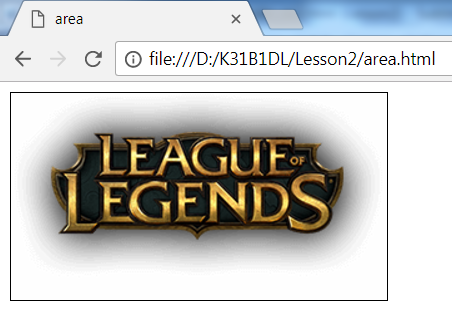 area
file:///D:/K31B1DL/Lesson2/area.html
LEAGUE OF
LEGENDS